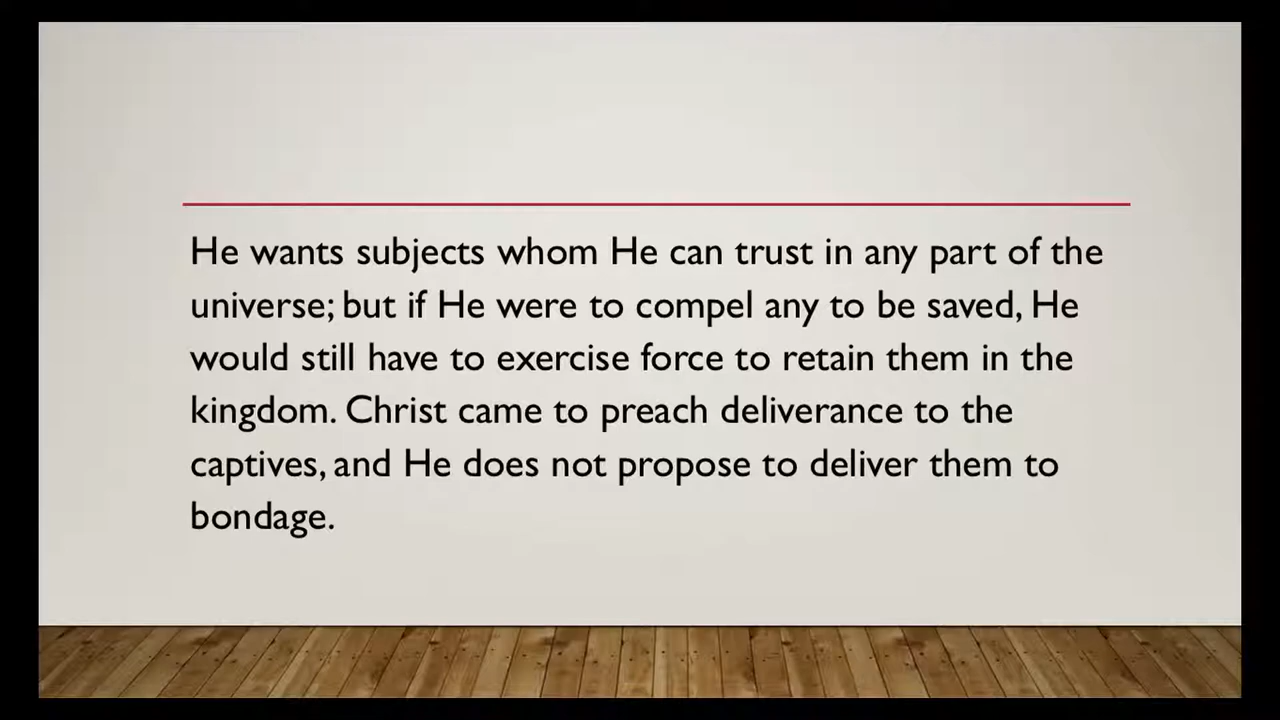 He wants subjects whom He can trust in any part of the
universe; but if He were to compel any to be saved, He
would still have to exercise force to retain them in the
kingdom. Christ came to preach deliverance to the
captives, and He does not propose to deliver them to
bondage.